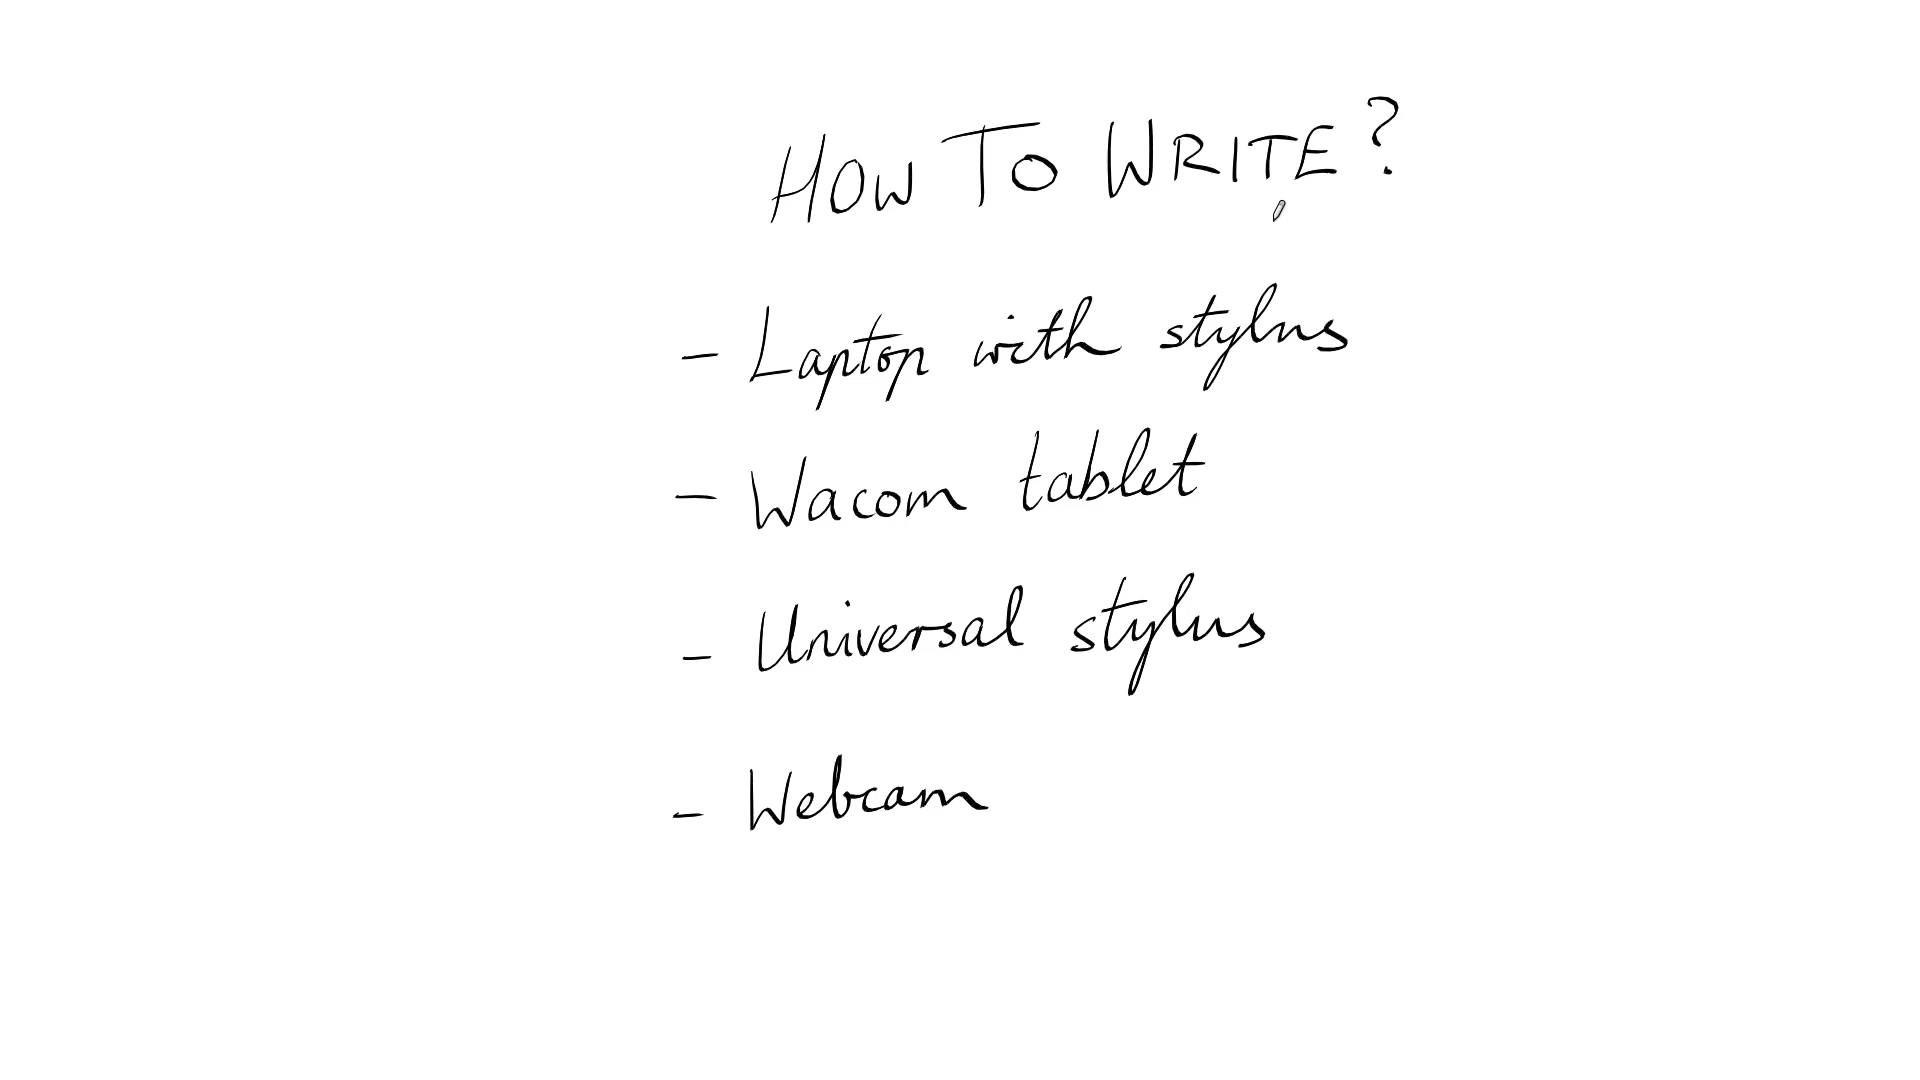 HOW TO WRITE?
- Laptop with stylus
- Wacom tablet
- Universal stylus
- Webcam